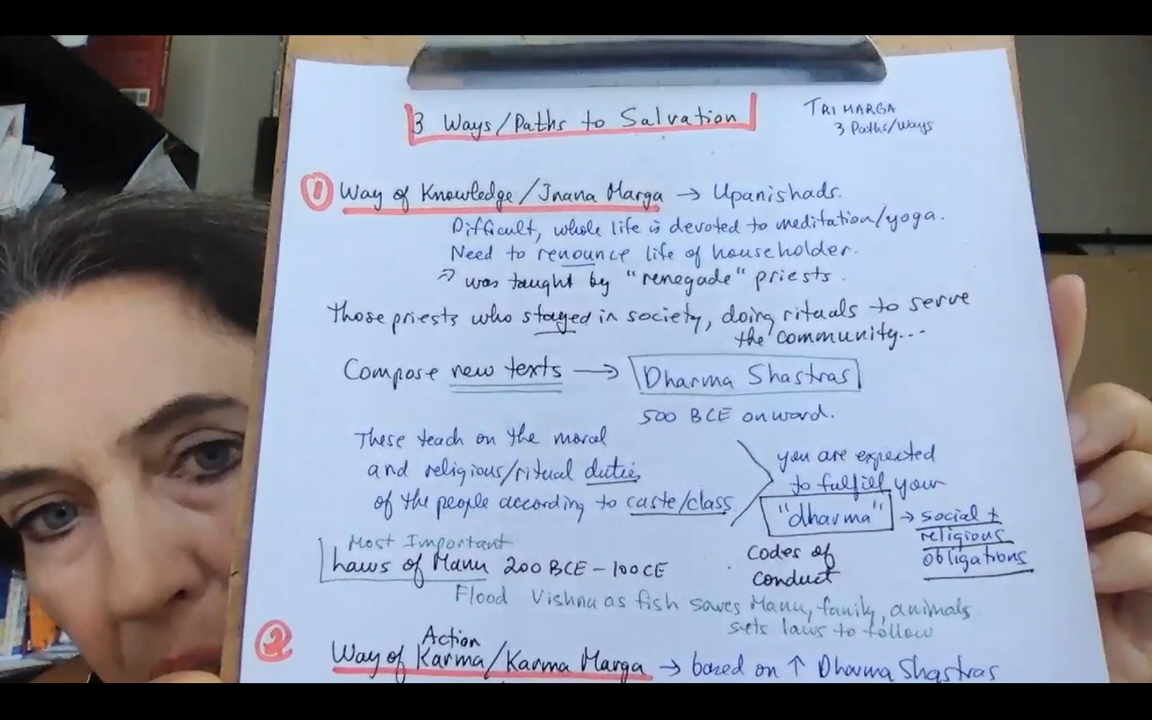 3 Ways/Paths to Salvation
TRI MARGA
3 Paths/Ways
① Way of Knowledge/Jnana Marga → Upanishads.
Difficult, whole life is devoted to meditation/yoga.
Need to renounce life of householder.
→ was taught by "renegade" priests.
Those priests who stayed in society, doing rituals to serve
the community...
Compose new texts → Dharma Shastras
500 BCE onward.
These teach on the moral
and religious/ritual duties
of the people according to caste/class
you are expected
to fulfill your
"dharma" → social +
religious
obligations
Codes of
conduct
Most Important
Laws of Manu 200 BCE - 100 CE
Flood Vishnu as fish saves Manu, family, animals
sets laws to follow
② Way of Karma/Karma Marga → based on ↑ Dharma Shastras
Action